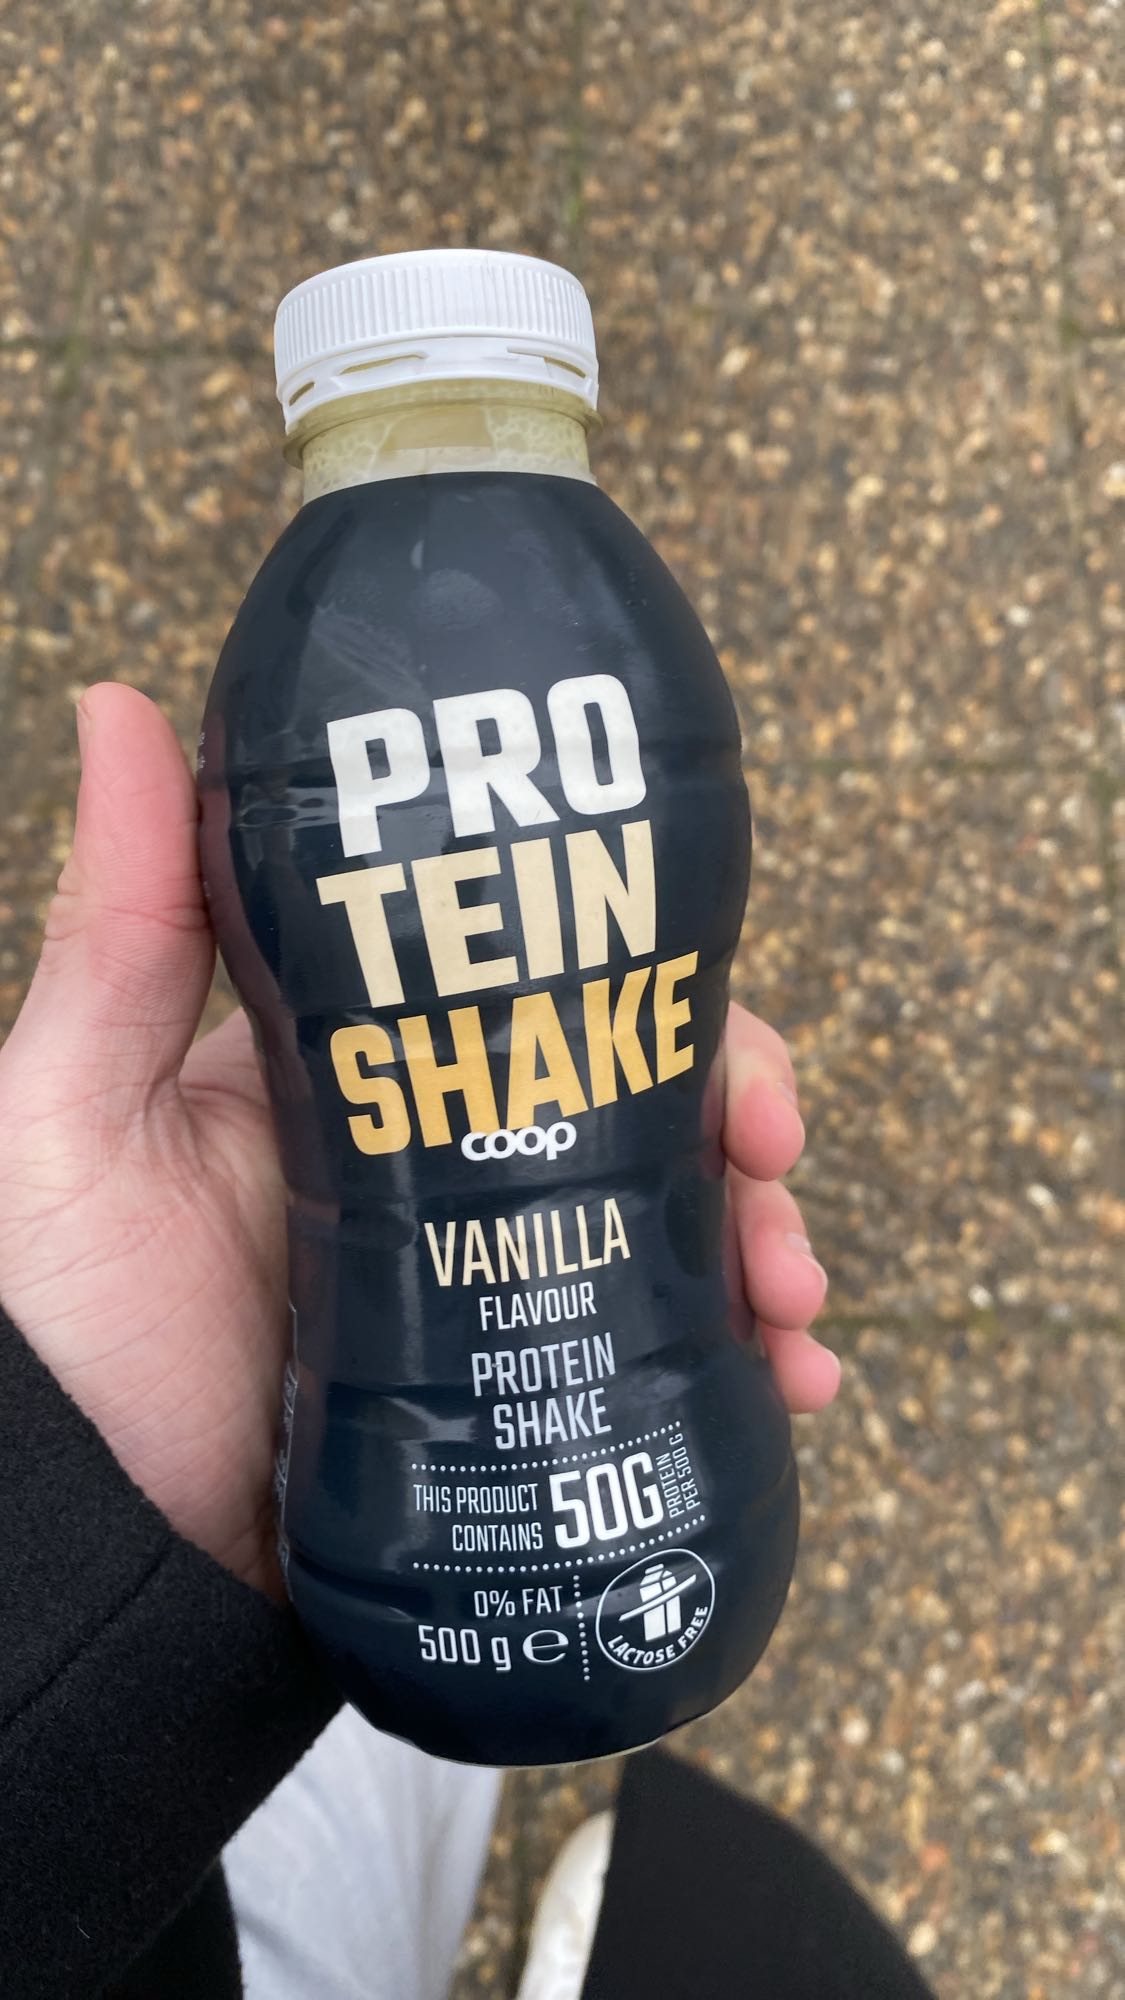 PRO
TEIN
SHAKE
coop
VANILLA
FLAVOUR
PROTEIN
SHAKE
THIS PRODUCT
CONTAINS
50G
PROTEIN
PER 500 G
0% FAT
500 g e
LACTOSE FREE